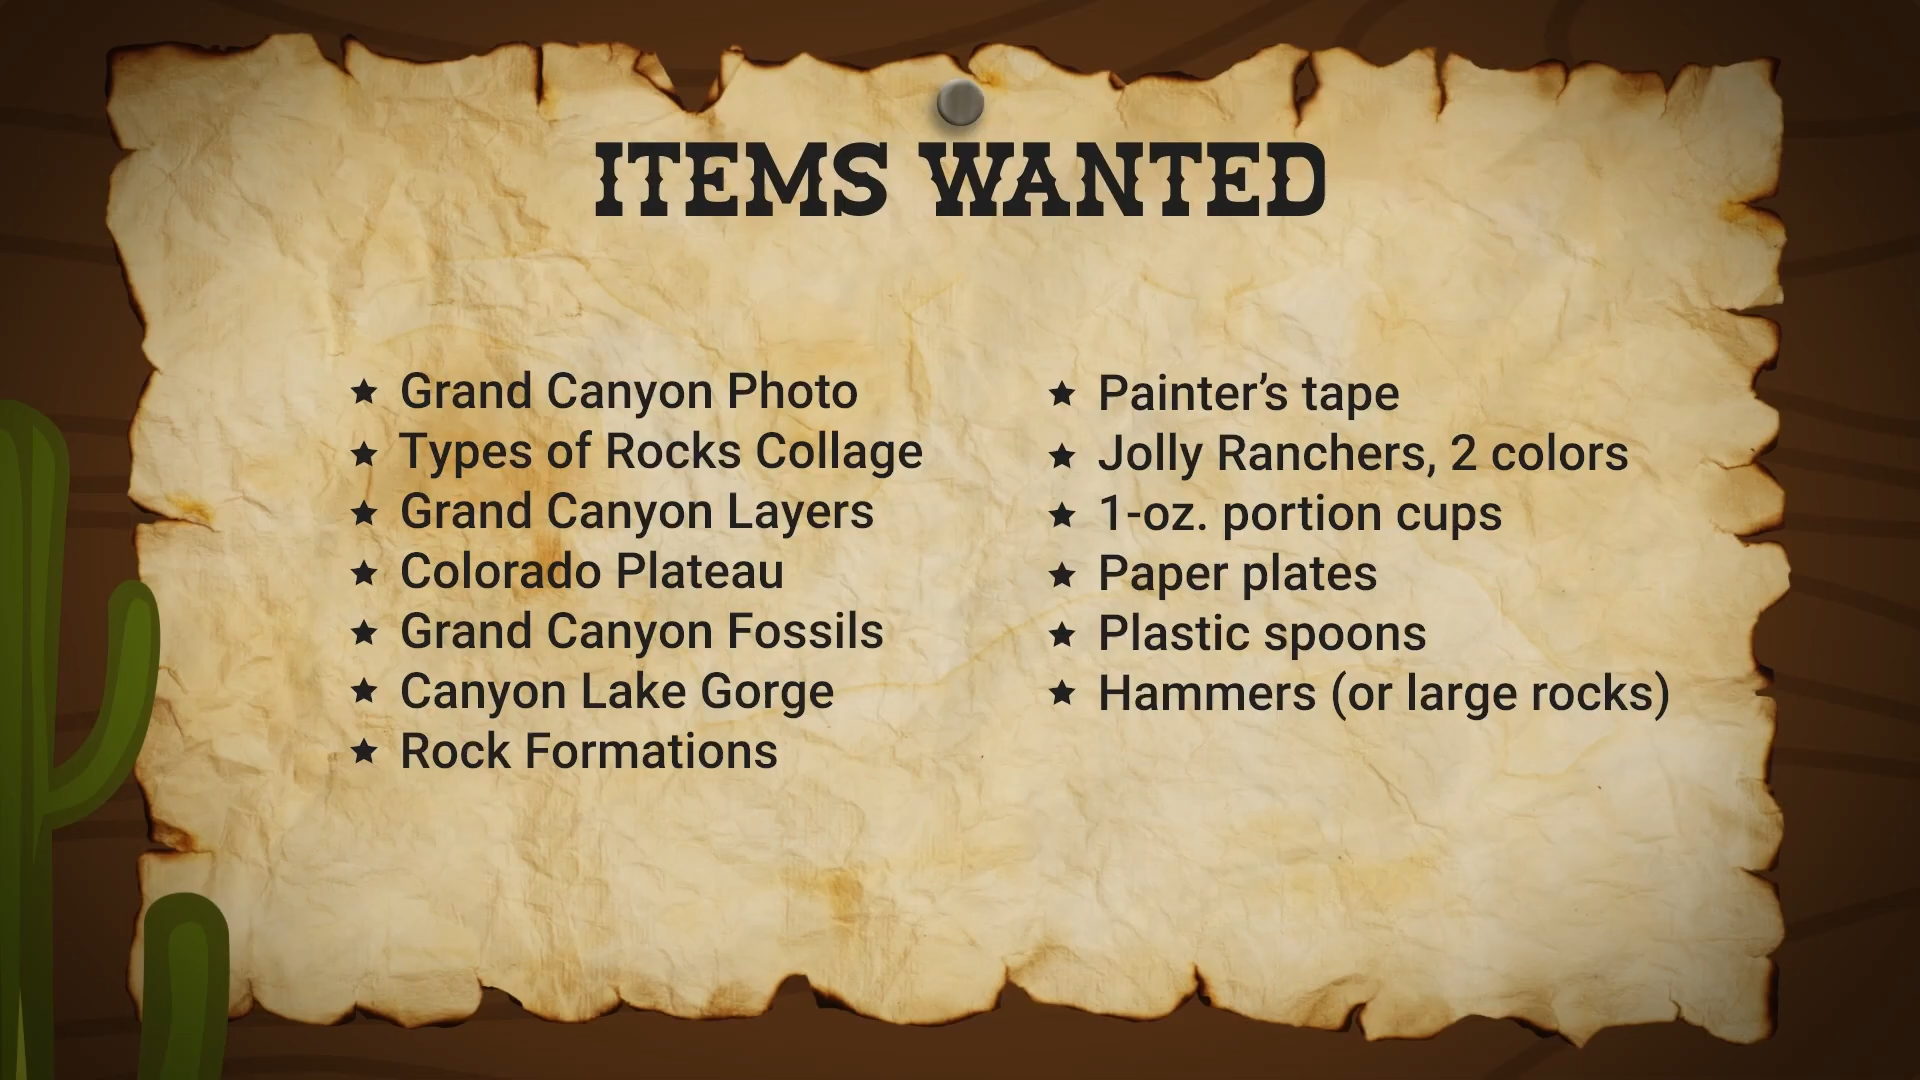 ITEMS WANTED
★ Grand Canyon Photo
★ Types of Rocks Collage
★ Grand Canyon Layers
★ Colorado Plateau
★ Grand Canyon Fossils
★ Canyon Lake Gorge
★ Rock Formations
★ Painter’s tape
★ Jolly Ranchers, 2 colors
★ 1-oz. portion cups
★ Paper plates
★ Plastic spoons
★ Hammers (or large rocks)